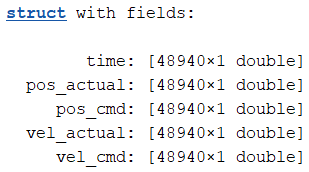 struct with fields:
time: [48940×1 double]
pos_actual: [48940×1 double]
pos_cmd: [48940×1 double]
vel_actual: [48940×1 double]
vel_cmd: [48940×1 double]